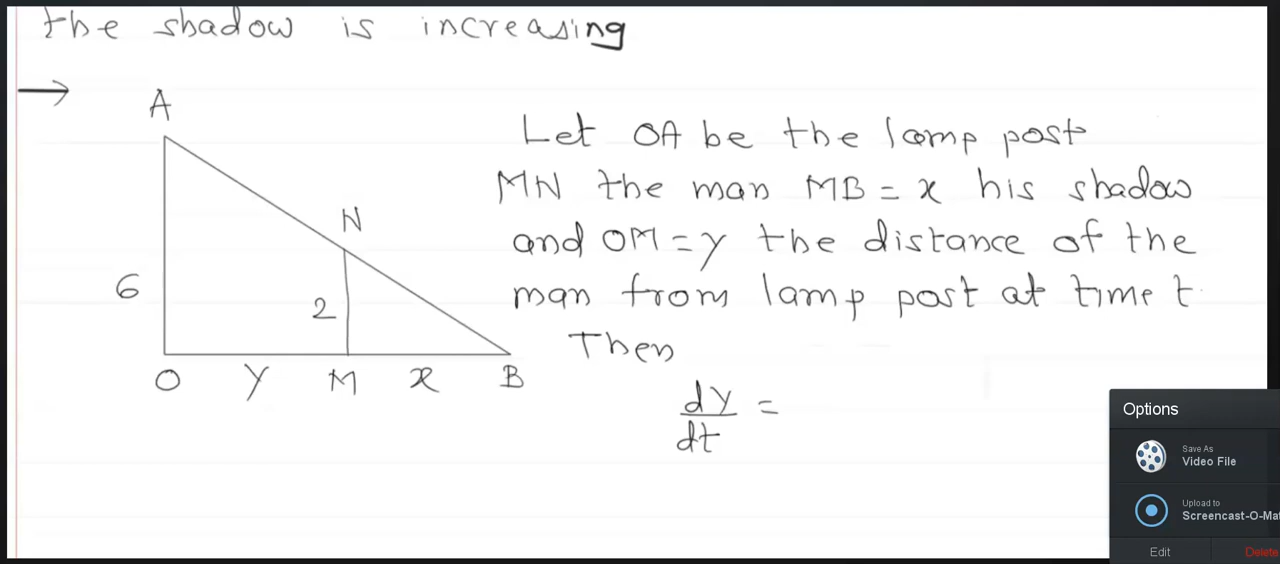 the shadow is increasing
→
A
Let OA be the lamp post
MN the man MB = x his shadow
N
and OM = y the distance of the
6
man from lamp post at time t
2
Then
O y M x B
dy/dt =
Options
Save As
Video File
Upload to
Screencast-O-Mat
Edit
Delete